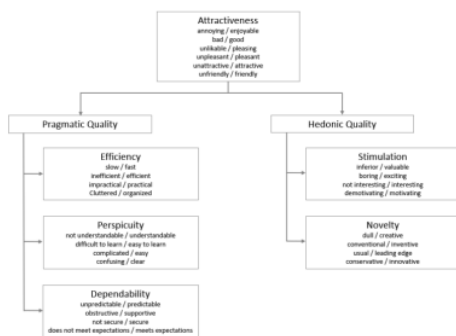 Attractiveness
annoying / enjoyable
bad / good
unlikable / pleasing
unpleasant / pleasant
unattractive / attractive
unfriendly / friendly
Pragmatic Quality
Hedonic Quality
Efficiency
slow / fast
inefficient / efficient
impractical / practical
Cluttered / organized
Stimulation
inferior / valuable
boring / exciting
not interesting / interesting
demotivating / motivating
Perspicuity
not understandable / understandable
difficult to learn / easy to learn
complicated / easy
confusing / clear
Novelty
dull / creative
conventional / inventive
usual / leading edge
conservative / innovative
Dependability
unpredictable / predictable
obstructive / supportive
not secure / secure
does not meet expectations / meets expectations